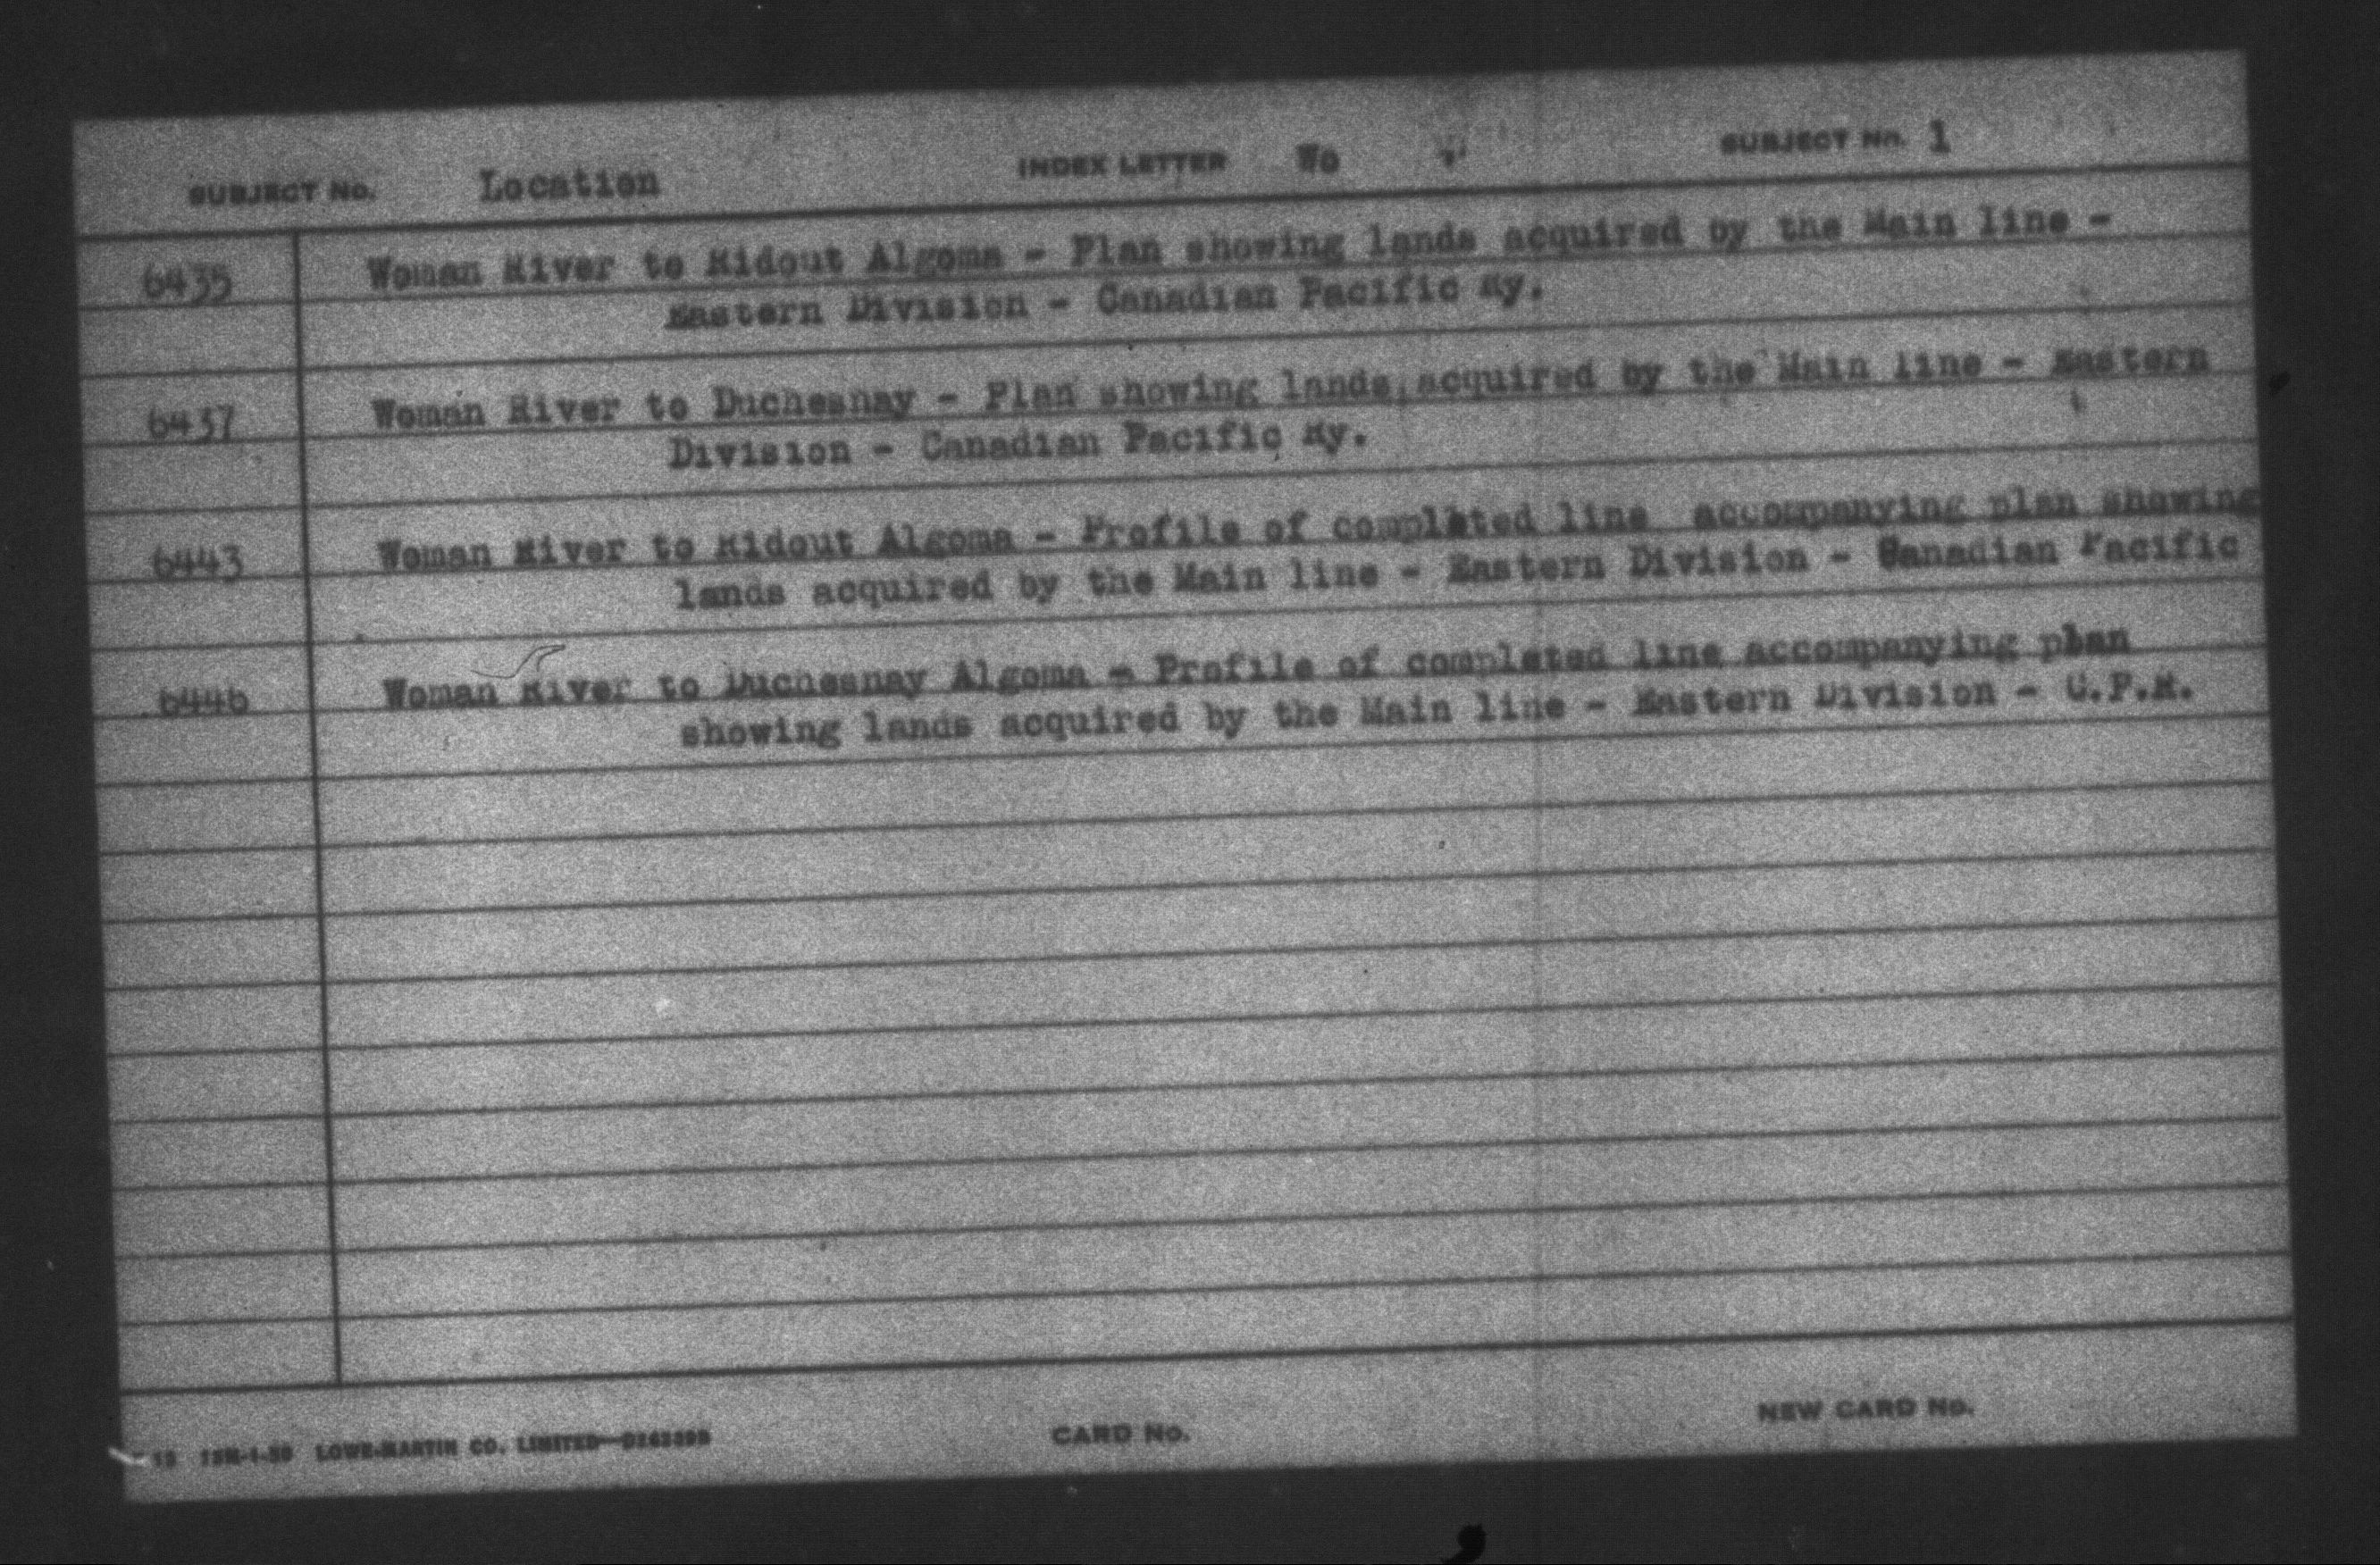 SUBJECT No. Location INDEX LETTER Wo SUBJECT No. 1
6435 Woman River to Ridout Algoma - Plan showing lands acquired by the Main line -
Eastern Division - Canadian Pacific Ry.
6437 Woman River to Duchesnay - Plan showing lands acquired by the Main line - Eastern
Division - Canadian Pacific Ry.
6443 Woman River to Ridout Algoma - Profile of completed line accompanying plan showing
lands acquired by the Main line - Eastern Division - Canadian Pacific
6446 Woman River to Duchesnay Algoma - Profile of completed line accompanying plan
showing lands acquired by the Main line - Eastern Division - C.P.R.
LOWE-MARTIN CO. LIMITED CARD No. NEW CARD No.